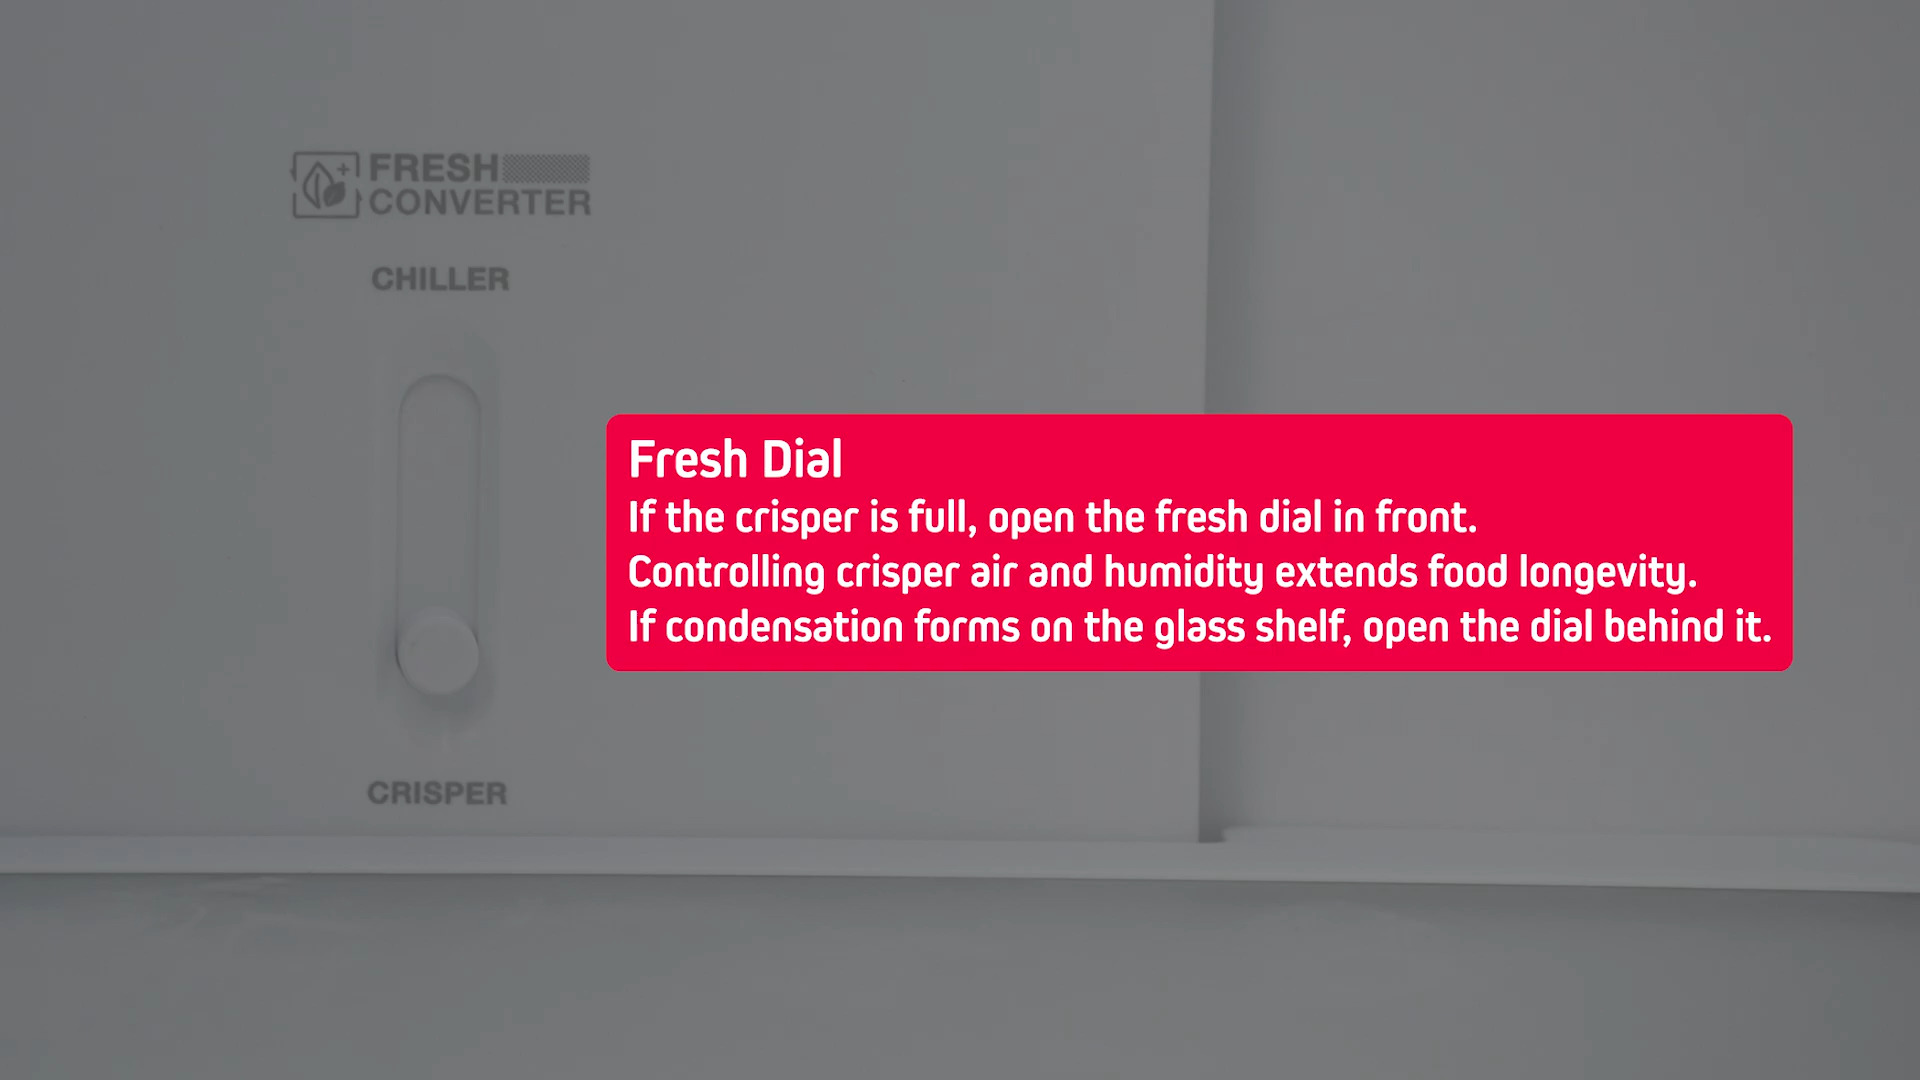 FRESH
CONVERTER
CHILLER
Fresh Dial
If the crisper is full, open the fresh dial in front.
Controlling crisper air and humidity extends food longevity.
If condensation forms on the glass shelf, open the dial behind it.
CRISPER